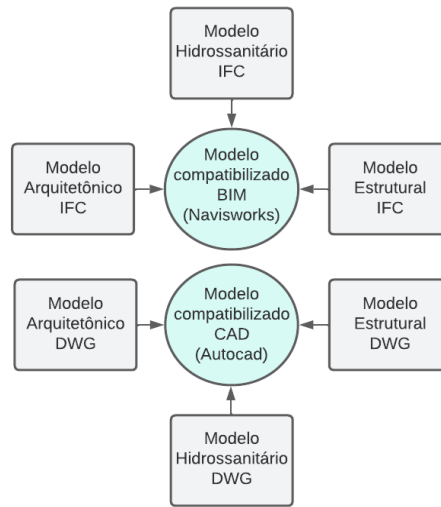 Modelo
Hidrossanitário
IFC
Modelo
Arquitetônico
IFC
Modelo
compatibilizado
BIM
(Navisworks)
Modelo
Estrutural
IFC
Modelo
Arquitetônico
DWG
Modelo
compatibilizado
CAD
(Autocad)
Modelo
Estrutural
DWG
Modelo
Hidrossanitário
DWG